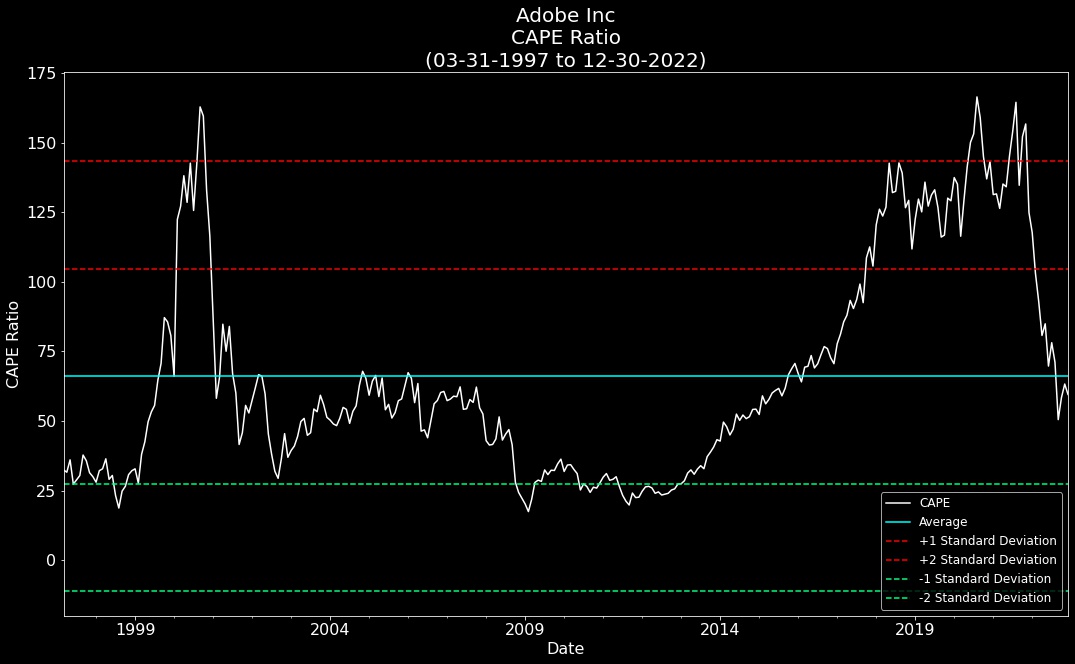 Adobe Inc
CAPE Ratio
(03-31-1997 to 12-30-2022)
175
150
125
100
75
50
25
0
CAPE Ratio
1999
2004
2009
2014
2019
Date
CAPE
Average
+1 Standard Deviation
+2 Standard Deviation
-1 Standard Deviation
-2 Standard Deviation